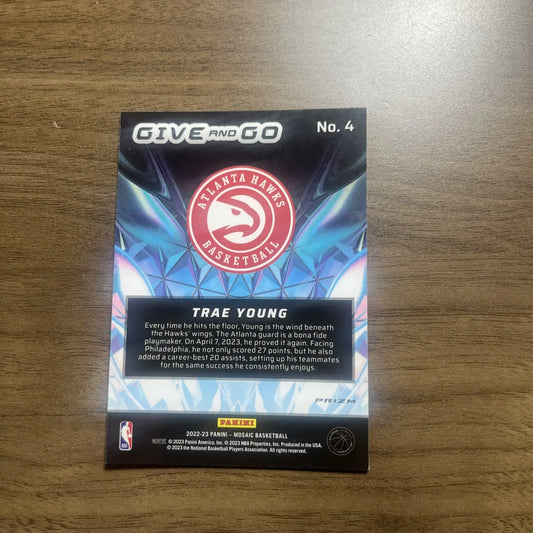 GIVE AND GO
No. 4
ATLANTA HAWKS
BASKETBALL
TRAE YOUNG
Every time he hits the floor, Young is the wind beneath
the Hawks' wings. The Atlanta guard is a bona fide
playmaker. On April 7, 2023, he proved it again. Facing
Philadelphia, he not only scored 27 points, but he also
added a career-best 20 assists, setting up his teammates
for the same success he consistently enjoys.
PRIZM
PANINI
2022-23 PANINI – MOSAIC BASKETBALL
帕尼尼 © 2023 Panini America, Inc. © 2023 NBA Properties, Inc. Produced in the USA.
© 2023 the National Basketball Players Association. All rights reserved.